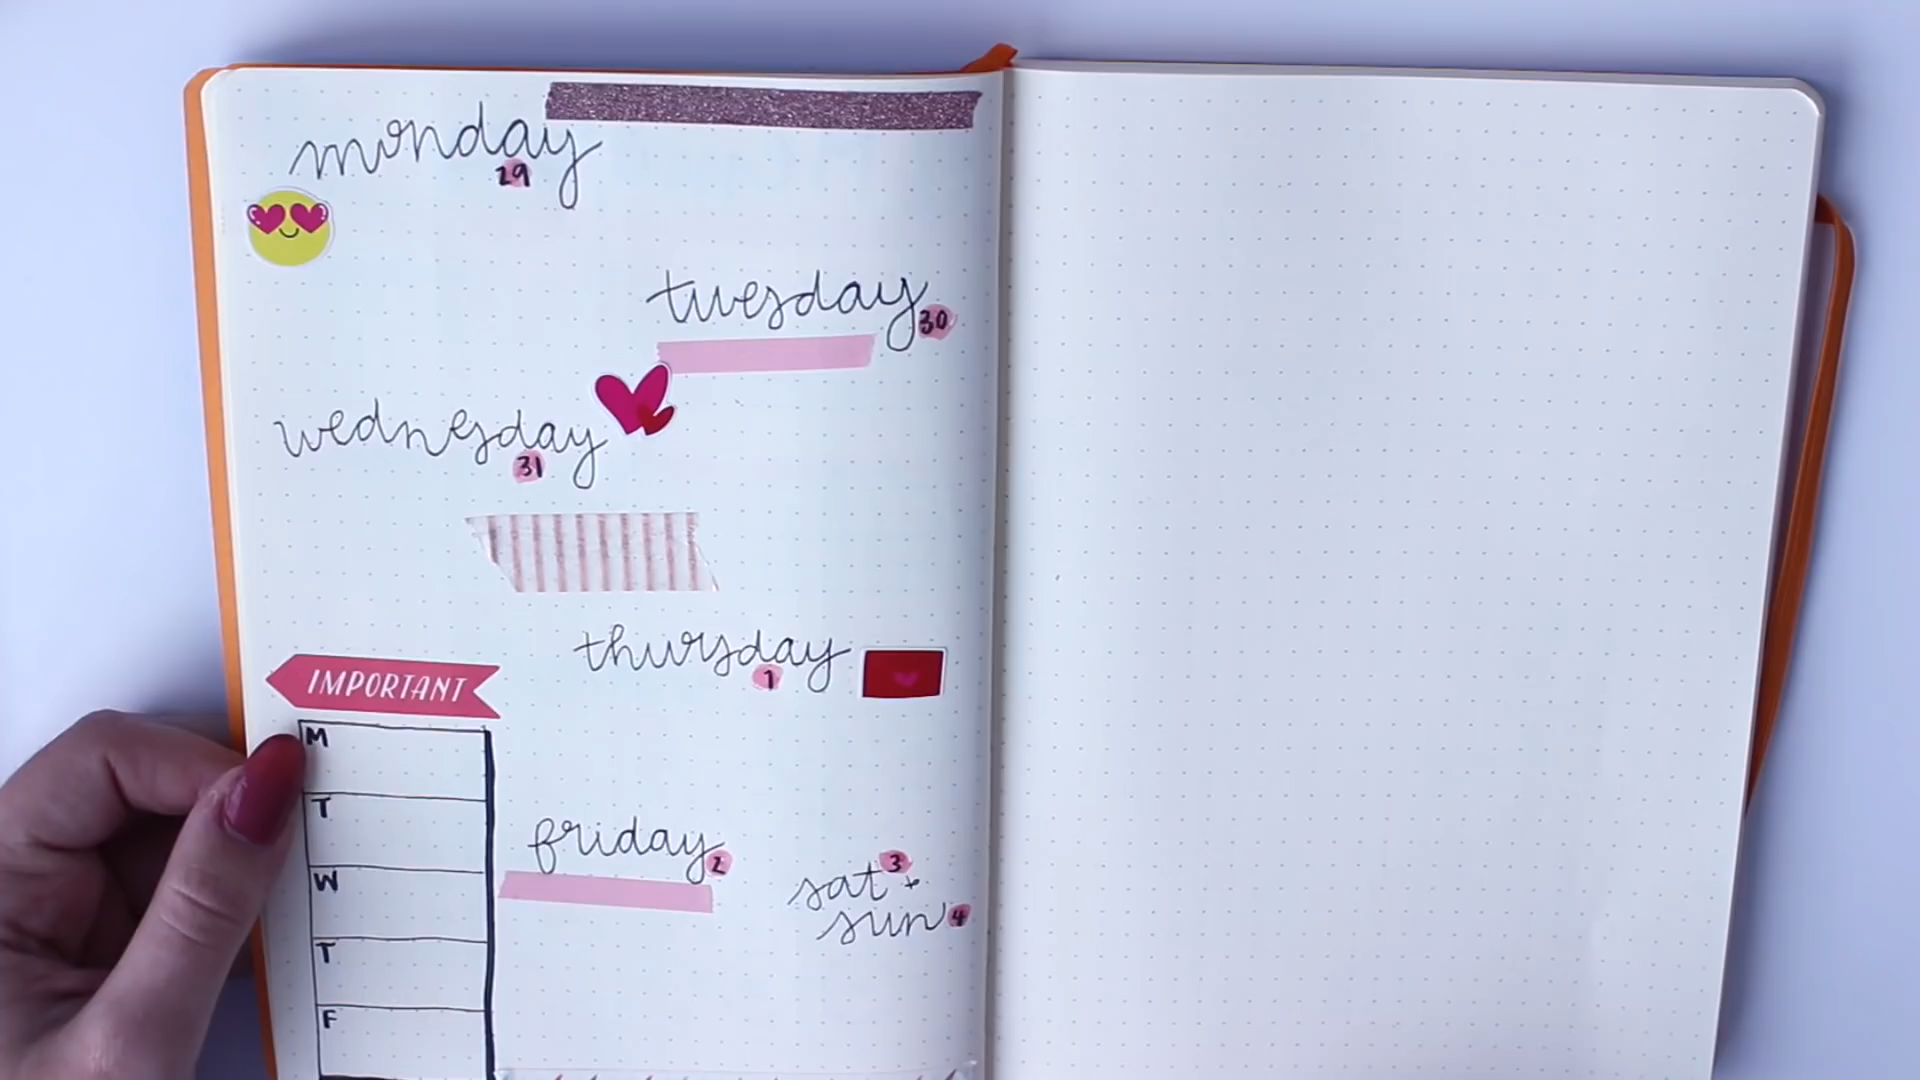 monday
29
tuesday
30
wednesday
31
thursday
1
IMPORTANT
M
T
W
T
F
friday
2
sat 3 +
sun 4